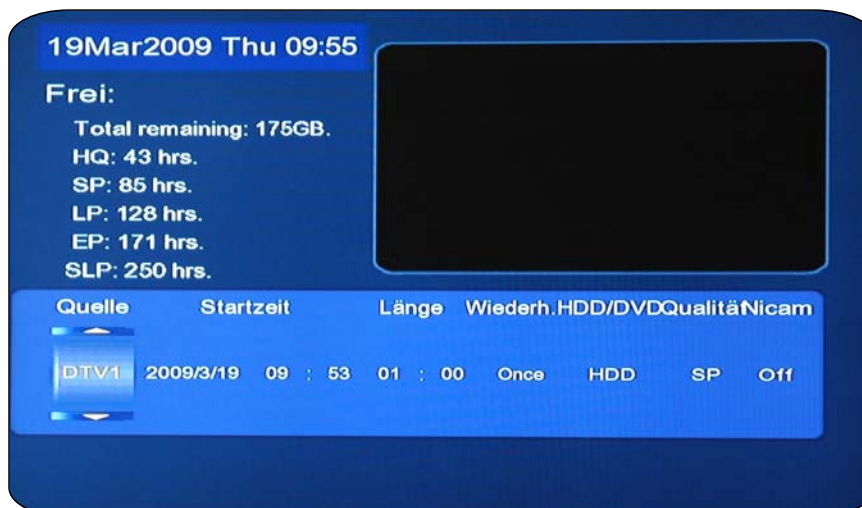 19Mar2009 Thu 09:55
Frei:
Total remaining: 175GB.
HQ: 43 hrs.
SP: 85 hrs.
LP: 128 hrs.
EP: 171 hrs.
SLP: 250 hrs.
Quelle Startzeit Länge Wiederh. HDD/DVD Qualität Nicam
DTV1 2009/3/19 09 : 53 01 : 00 Once HDD SP Off